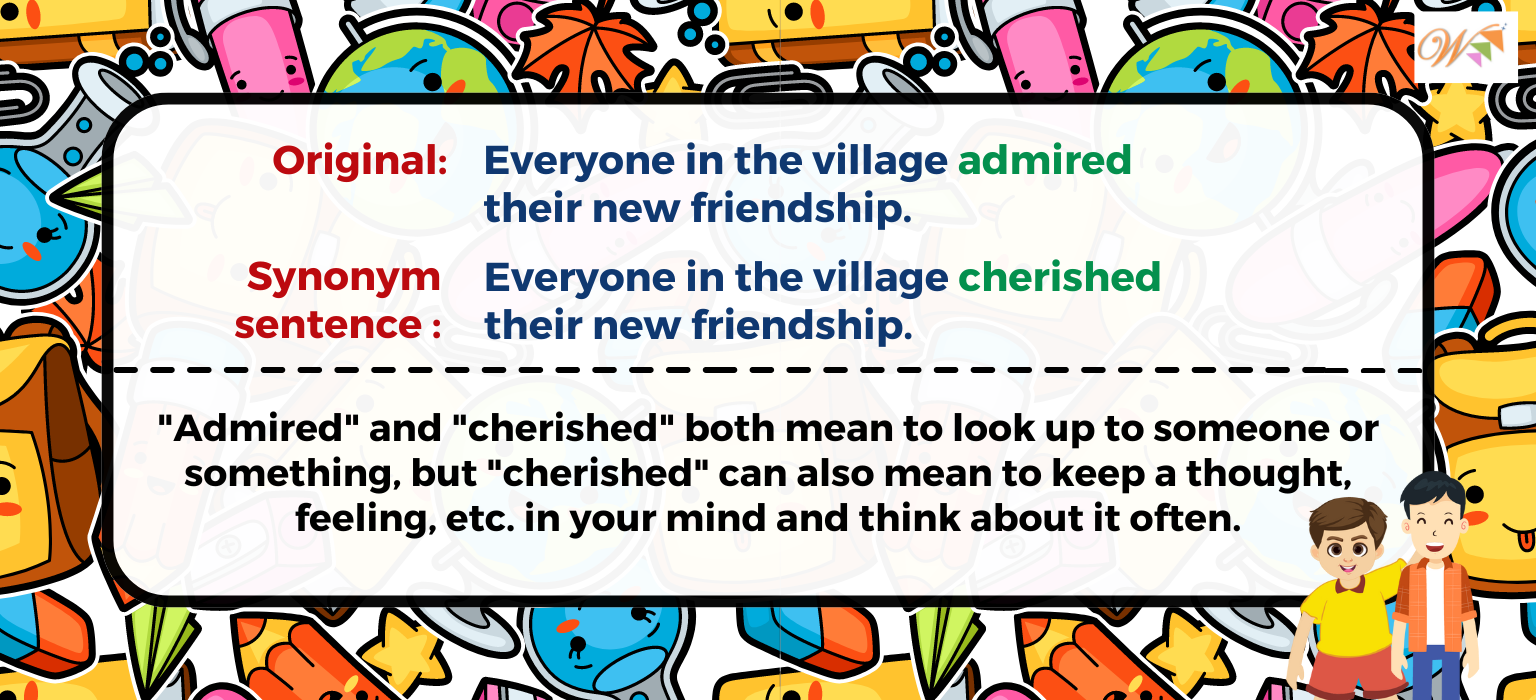 Original: Everyone in the village admired
their new friendship.
Synonym Everyone in the village cherished
sentence : their new friendship.
"Admired" and "cherished" both mean to look up to someone or
something, but "cherished" can also mean to keep a thought,
feeling, etc. in your mind and think about it often.
W